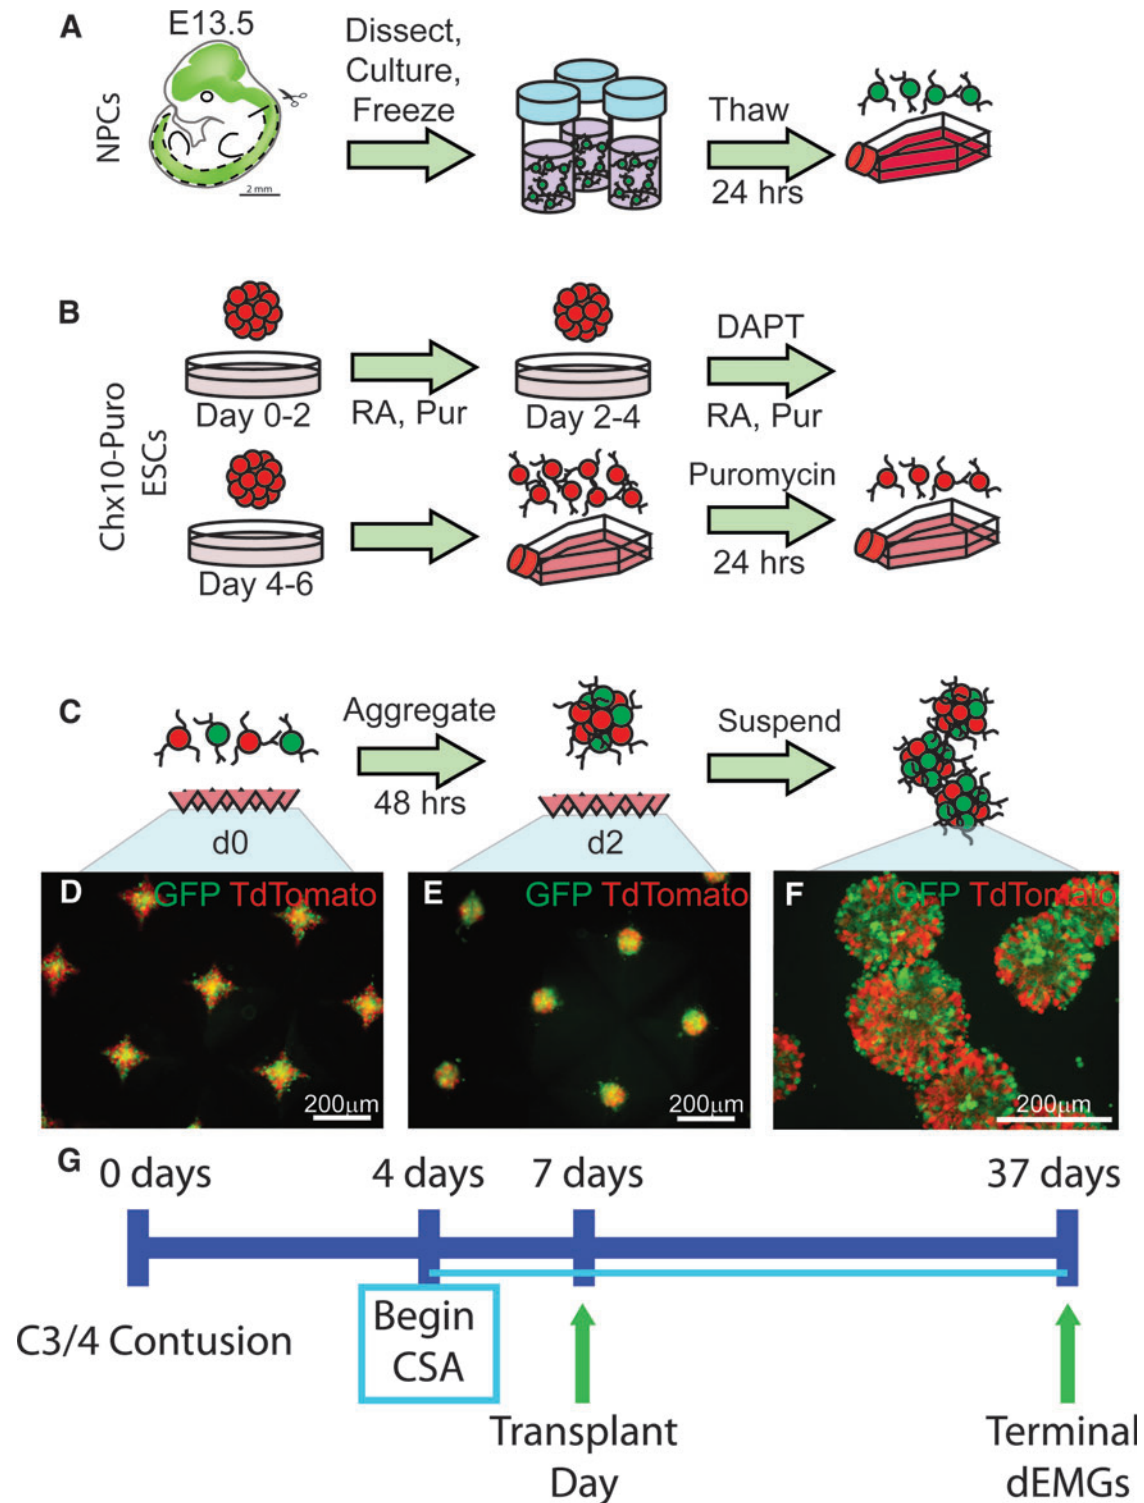 A
E13.5
NPCs
2 mm
Dissect,
Culture,
Freeze
Thaw
24 hrs
B
Chx10-Puro
ESCs
Day 0-2
RA, Pur
Day 2-4
DAPT
RA, Pur
Day 4-6
Puromycin
24 hrs
C
d0
Aggregate
48 hrs
d2
Suspend
D
GFP TdTomato
200μm
E
GFP TdTomato
200μm
F
GFP TdTomato
200μm
G
0 days
4 days
7 days
37 days
C3/4 Contusion
Begin
CSA
Transplant
Day
Terminal
dEMGs